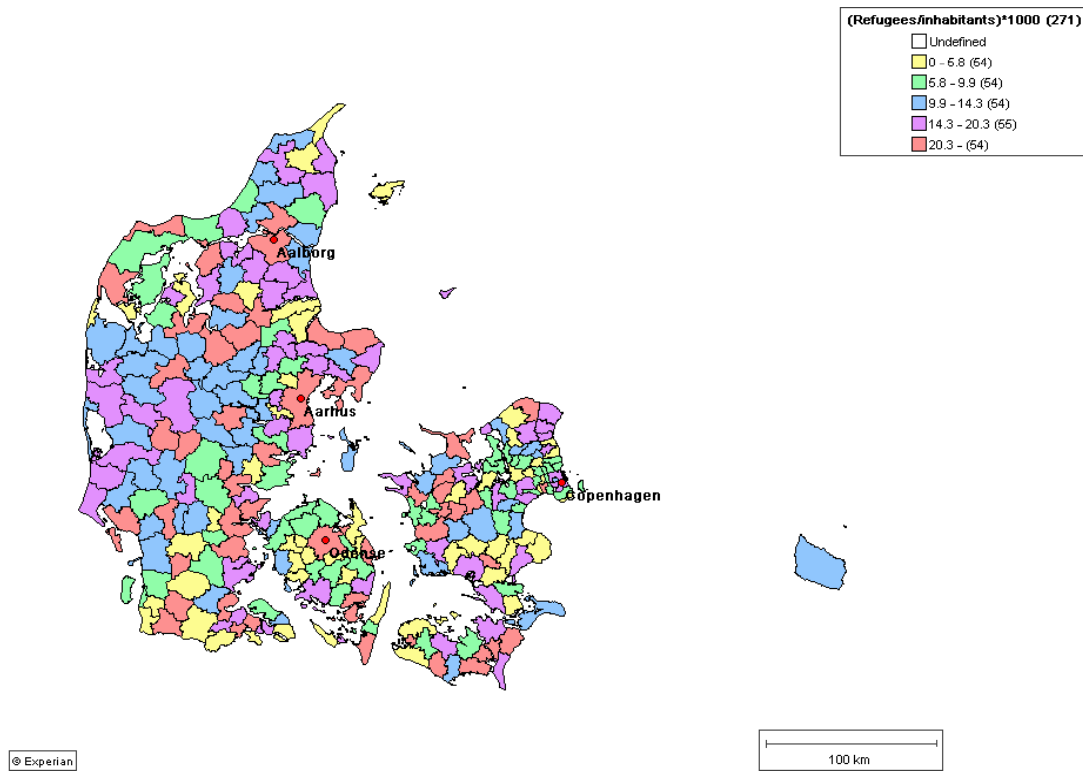 (Refugees/inhabitants)*1000 (271)
Undefined
0 - 5.8 (54)
5.8 - 9.9 (54)
9.9 - 14.3 (54)
14.3 - 20.3 (55)
20.3 - (54)
Aalborg
Aarhus
Copenhagen
Odense
100 km
© Experian